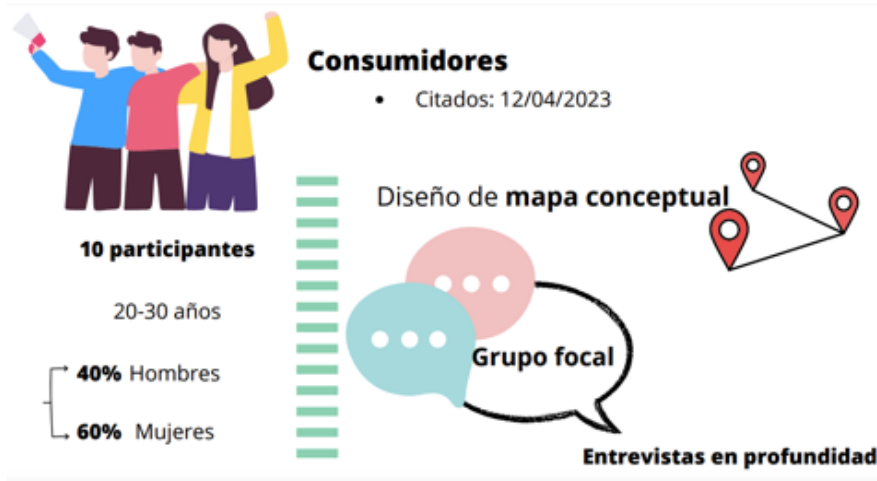 Consumidores
• Citados: 12/04/2023
Diseño de mapa conceptual
10 participantes
20-30 años
40% Hombres
60% Mujeres
Grupo focal
Entrevistas en profundidad